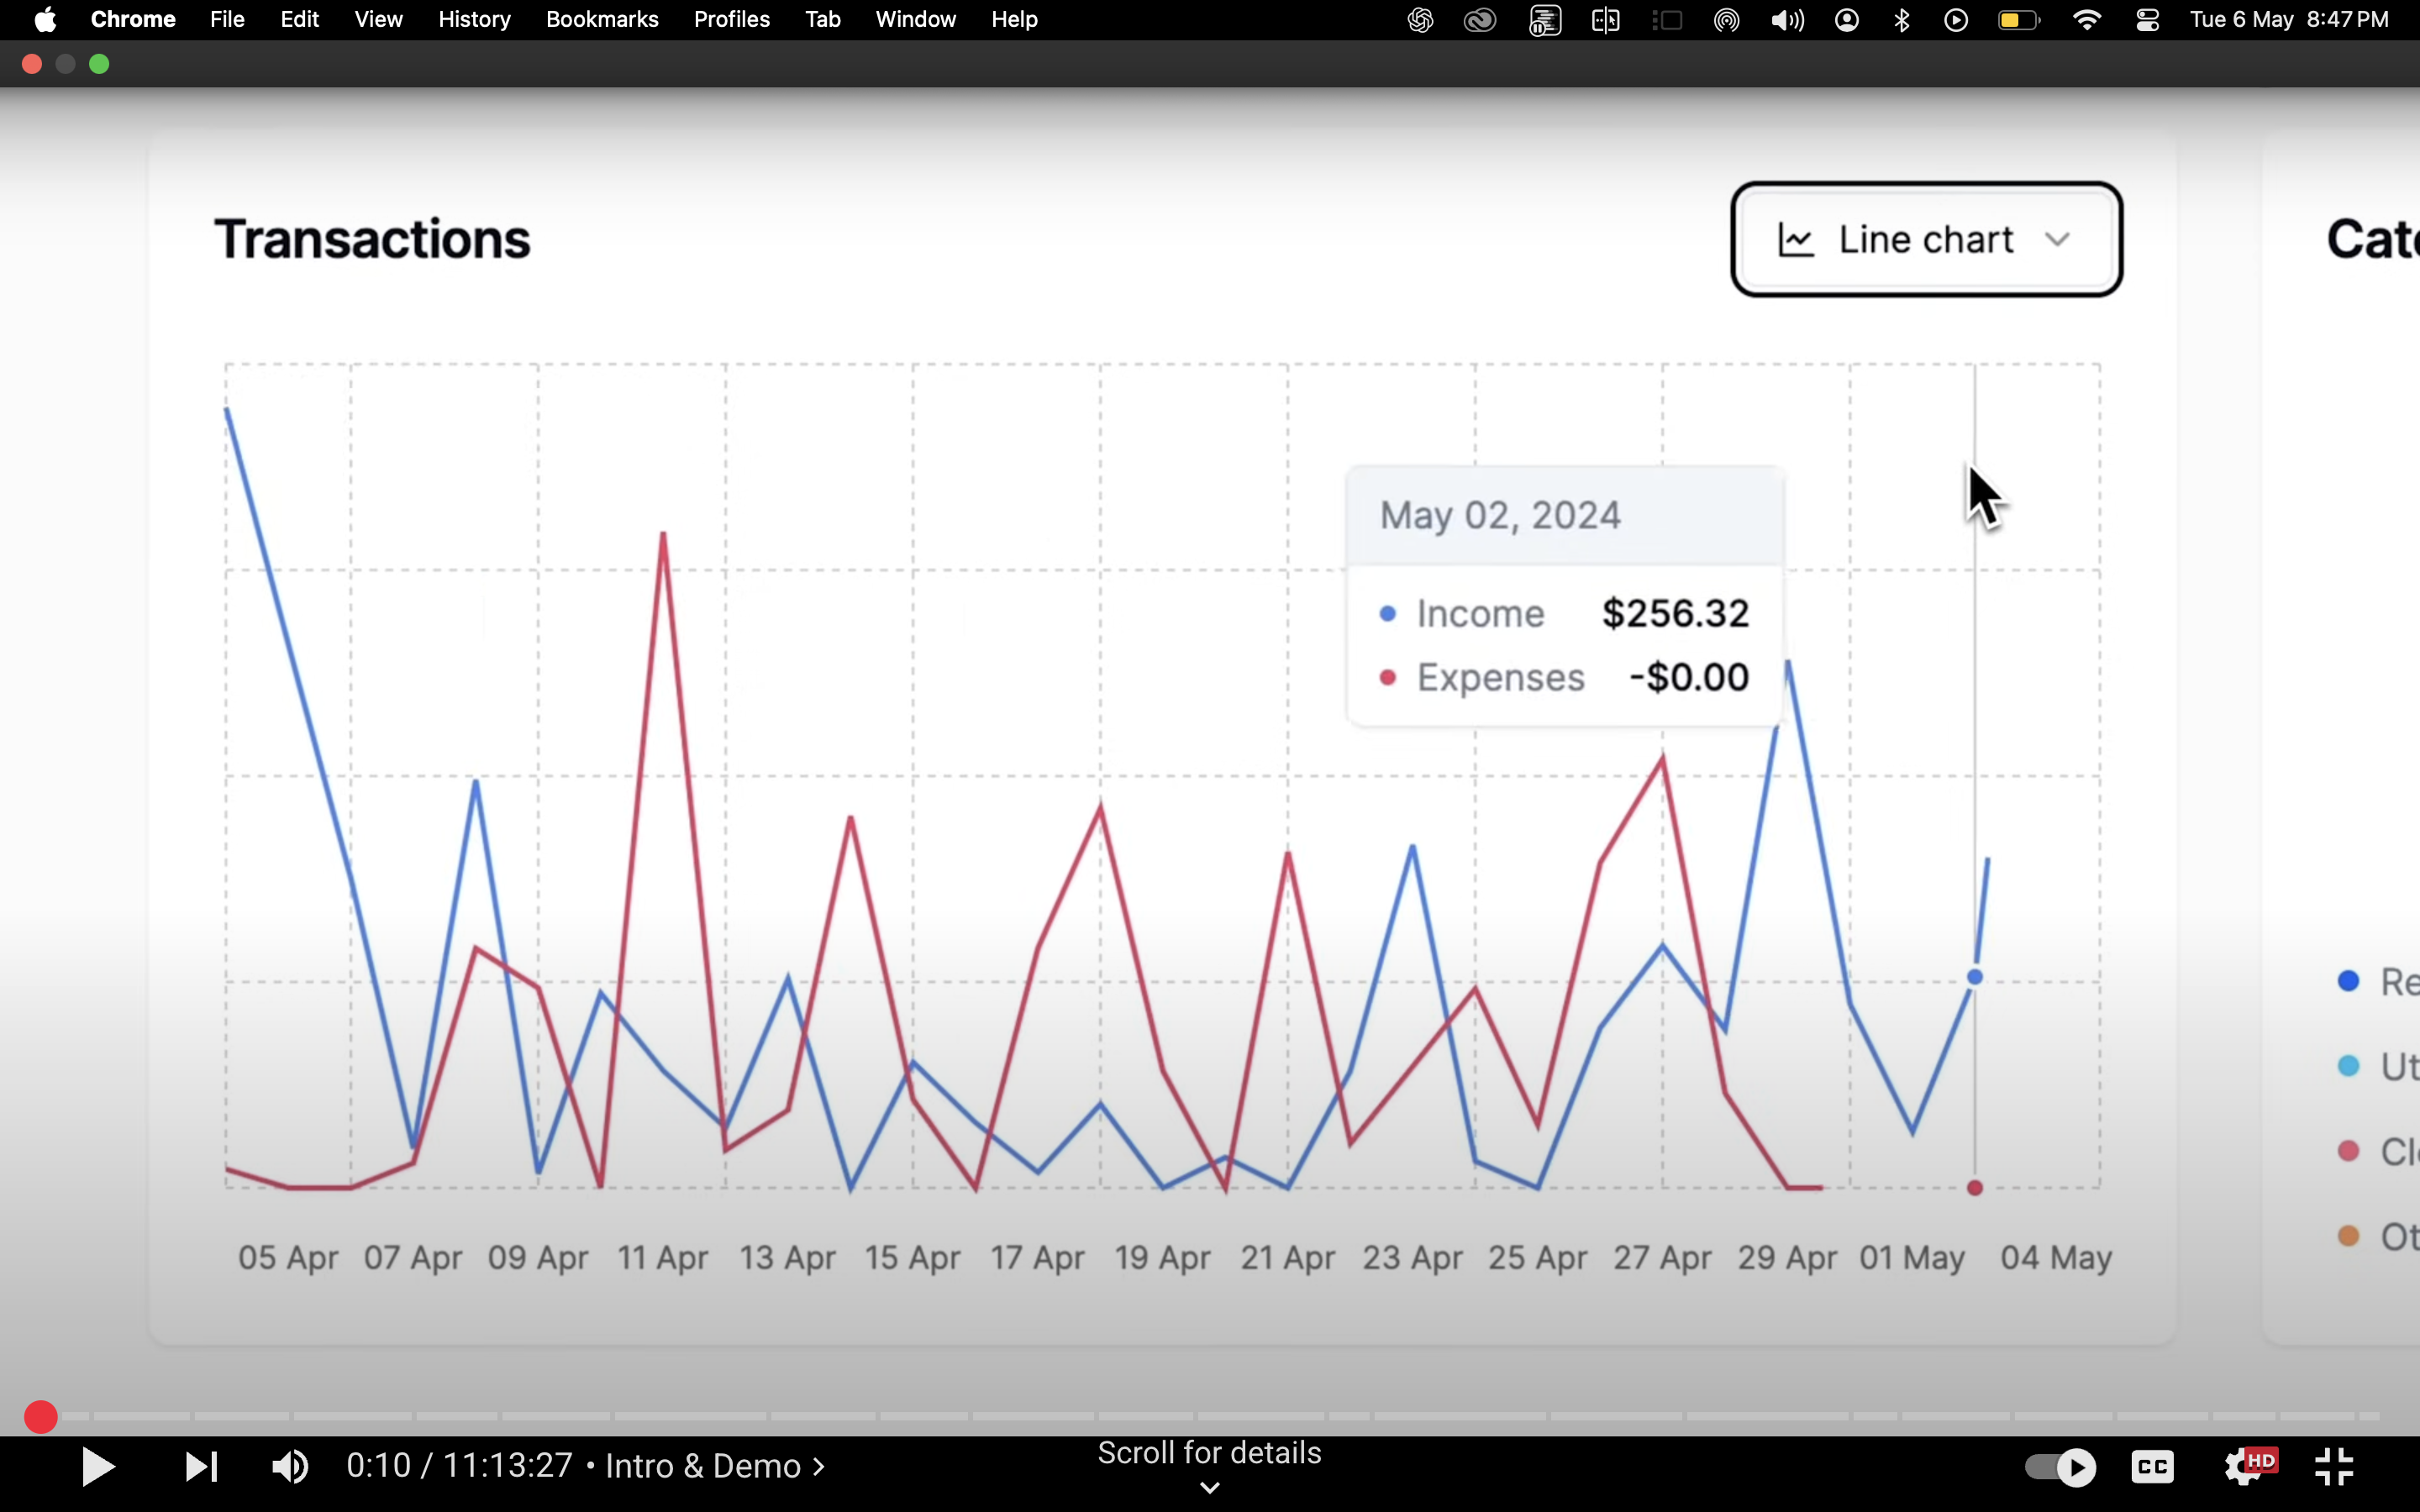 Chrome File Edit View History Bookmarks Profiles Tab Window Help Tue 6 May 8:47 PM
Transactions
Line chart
Cate
May 02, 2024
Income $256.32
Expenses -$0.00
Re
Ut
Cl
Ot
05 Apr 07 Apr 09 Apr 11 Apr 13 Apr 15 Apr 17 Apr 19 Apr 21 Apr 23 Apr 25 Apr 27 Apr 29 Apr 01 May 04 May
Scroll for details
0:10 / 11:13:27 • Intro & Demo >
CC
HD